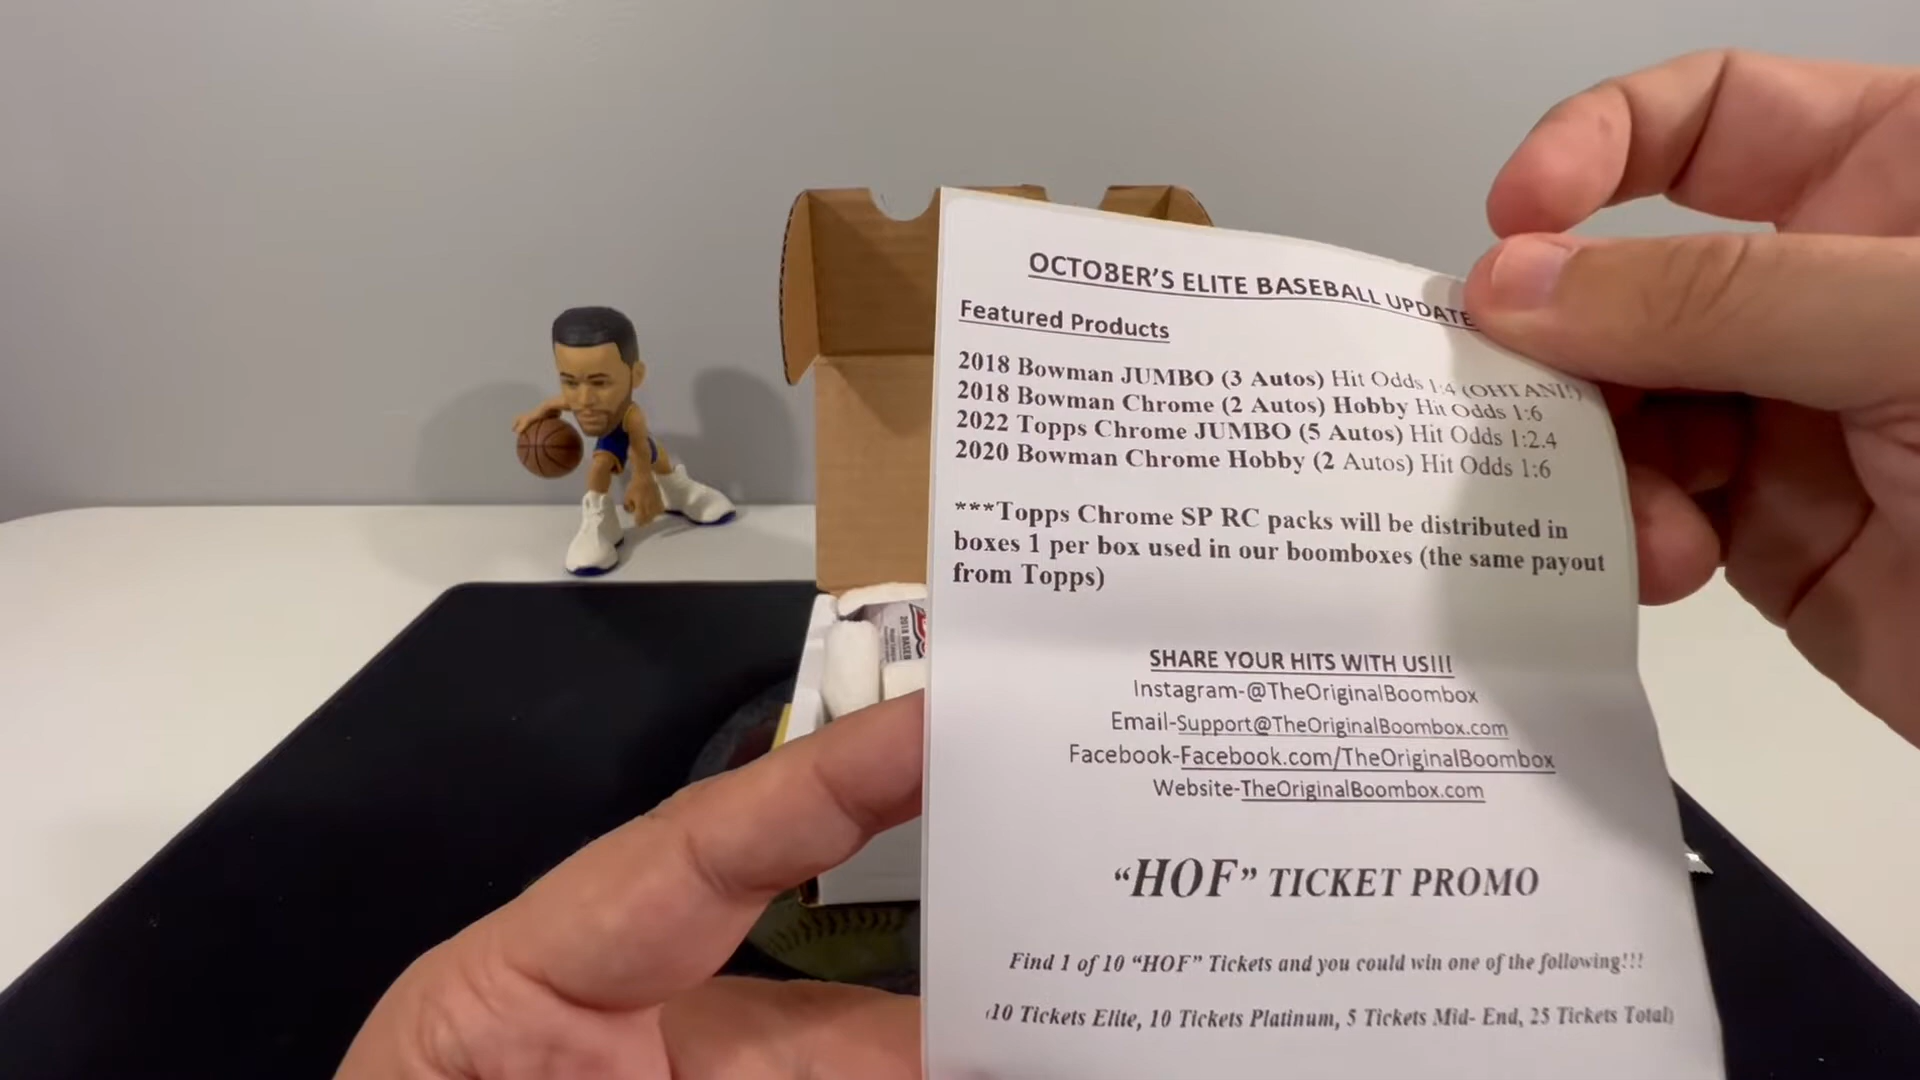 OCTOBER'S ELITE BASEBALL UPDATE
Featured Products
2018 Bowman JUMBO (3 Autos) Hit Odds 1:4 (OHTANI!)
2018 Bowman Chrome (2 Autos) Hobby Hit Odds 1:6
2022 Topps Chrome JUMBO (5 Autos) Hit Odds 1:2.4
2020 Bowman Chrome Hobby (2 Autos) Hit Odds 1:6
***Topps Chrome SP RC packs will be distributed in
boxes 1 per box used in our boomboxes (the same payout
from Topps)
SHARE YOUR HITS WITH US!!!
Instagram-@TheOriginalBoombox
Email-Support@TheOriginalBoombox.com
Facebook-Facebook.com/TheOriginalBoombox
Website-TheOriginalBoombox.com
“HOF” TICKET PROMO
Find 1 of 10 “HOF” Tickets and you could win one of the following!!!
(10 Tickets Elite, 10 Tickets Platinum, 5 Tickets Mid- End, 25 Tickets Total)
2018 BASEB